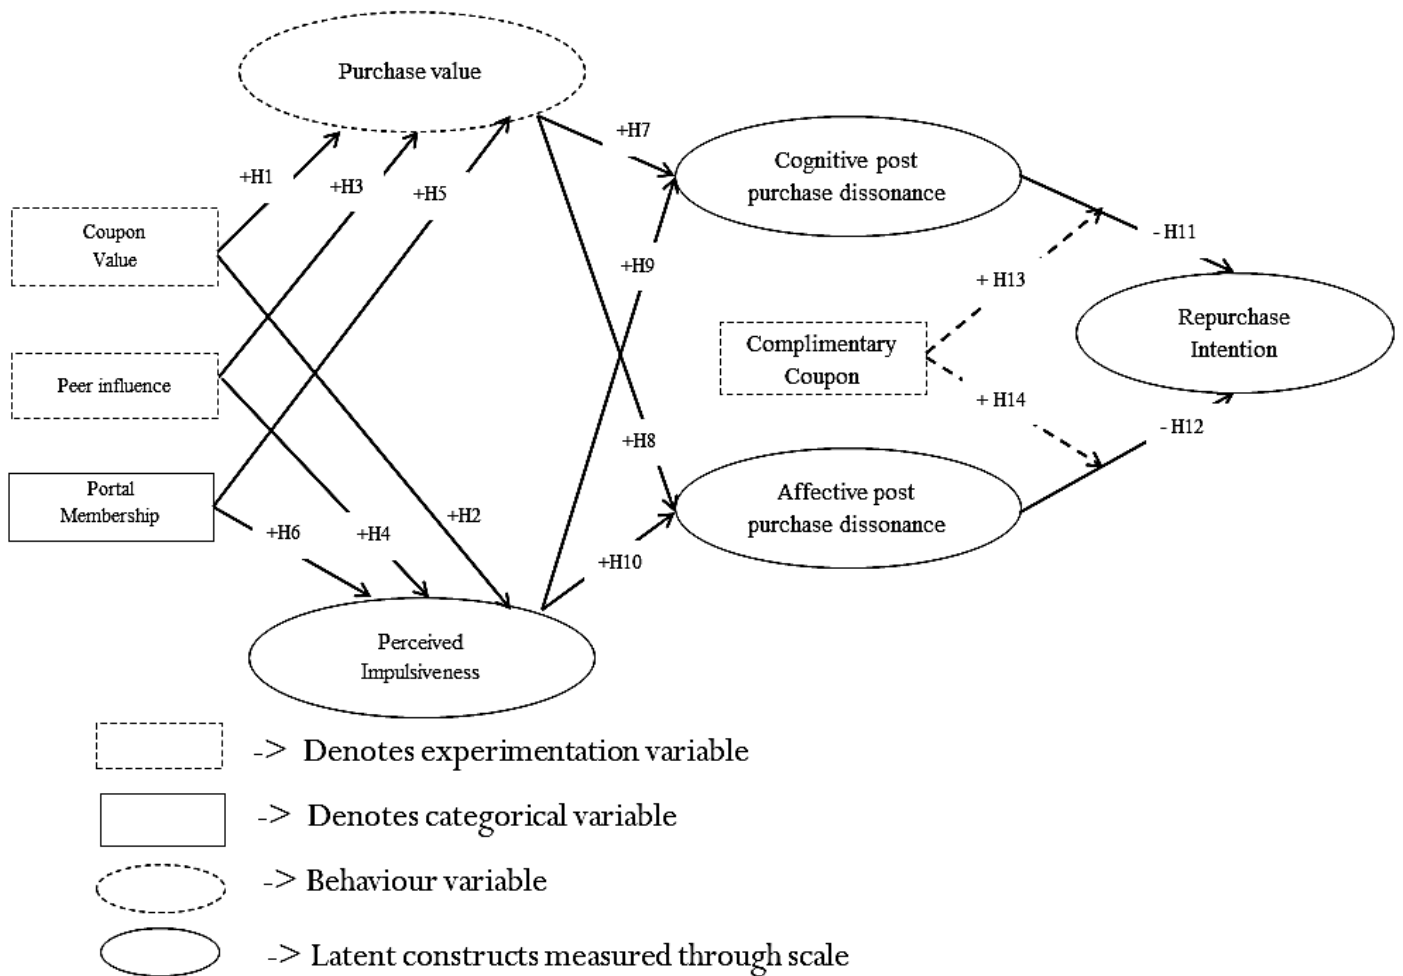 Purchase value
+H1
+H3
+H5
+H7
Cognitive post
purchase dissonance
Coupon
Value
- H11
+H9
+ H13
Repurchase
Intention
Complimentary
Coupon
Peer influence
+ H14
- H12
+H8
Portal
Membership
Affective post
purchase dissonance
+H6
+H4
+H2
+H10
Perceived
Impulsiveness
-> Denotes experimentation variable
-> Denotes categorical variable
-> Behaviour variable
-> Latent constructs measured through scale